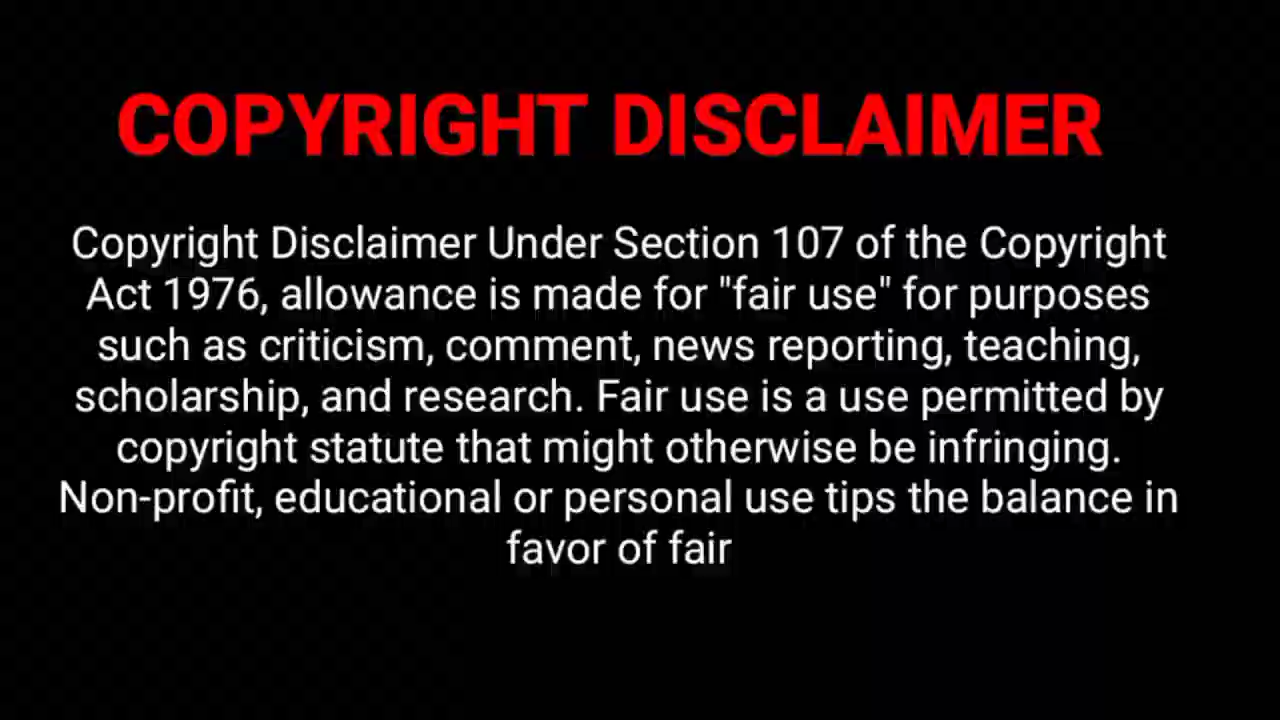 COPYRIGHT DISCLAIMER
Copyright Disclaimer Under Section 107 of the Copyright
Act 1976, allowance is made for "fair use" for purposes
such as criticism, comment, news reporting, teaching,
scholarship, and research. Fair use is a use permitted by
copyright statute that might otherwise be infringing.
Non-profit, educational or personal use tips the balance in
favor of fair